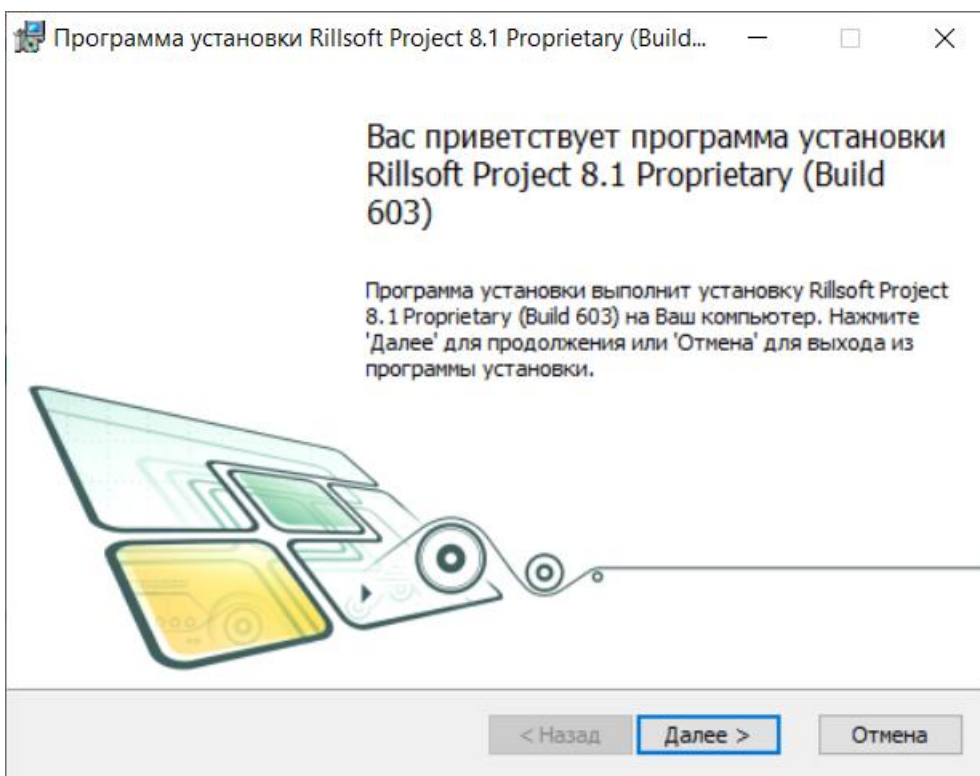 Программа установки Rillsoft Project 8.1 Proprietary (Build...
Вас приветствует программа установки
Rillsoft Project 8.1 Proprietary (Build
603)
Программа установки выполнит установку Rillsoft Project
8.1 Proprietary (Build 603) на Ваш компьютер. Нажмите
'Далее' для продолжения или 'Отмена' для выхода из
программы установки.
< Назад Далее > Отмена